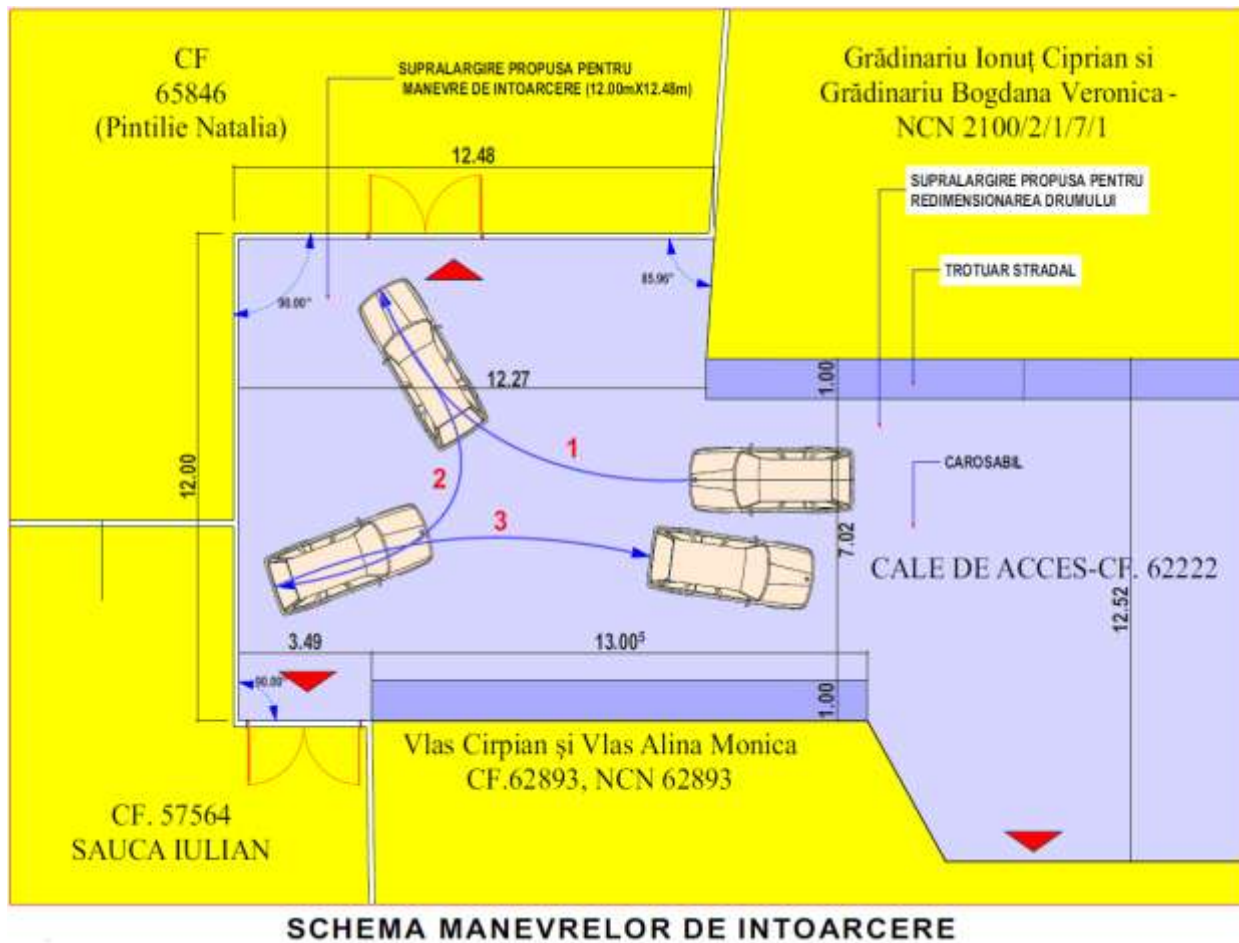 CF
65846
(Pintilie Natalia)
SUPRALARGIRE PROPUSA PENTRU
MANEVRE DE INTOARCERE (12.00mX12.48m)
Grădinariu Ionuț Ciprian si
Grădinariu Bogdana Veronica -
NCN 2100/2/1/7/1
12.48
SUPRALARGIRE PROPUSA PENTRU
REDIMENSIONAREA DRUMULUI
TROTUAR STRADAL
90.00°
85.96°
12.27
1.00
1
CAROSABIL
2
12.00
3
7.02
CALE DE ACCES-CF. 62222
12.52
3.49
13.00⁵
90.00°
1.00
Vlas Cirpian și Vlas Alina Monica
CF.62893, NCN 62893
CF. 57564
SAUCA IULIAN
SCHEMA MANEVRELOR DE INTOARCERE